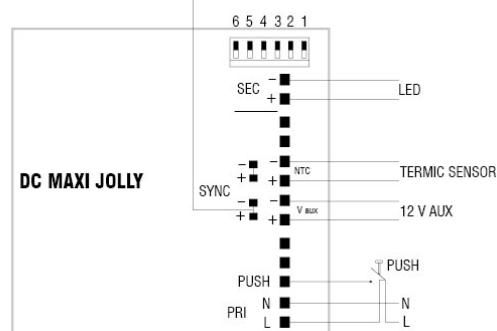 6 5 4 3 2 1
SEC - +
LED
DC MAXI JOLLY
SYNC - + - +
- + NTC
TERMIC SENSOR
- + V aux
12 V AUX
PUSH
PUSH
PRI N L
N
L